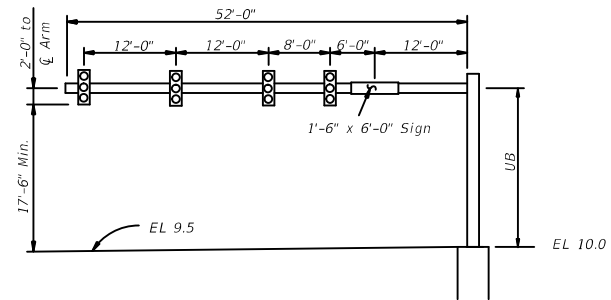 52'-0"
2'-0" to
℄ Arm
12'-0"
12'-0"
8'-0"
6'-0"
12'-0"
1'-6" x 6'-0" Sign
17'-6" Min.
UB
EL 9.5
EL 10.0